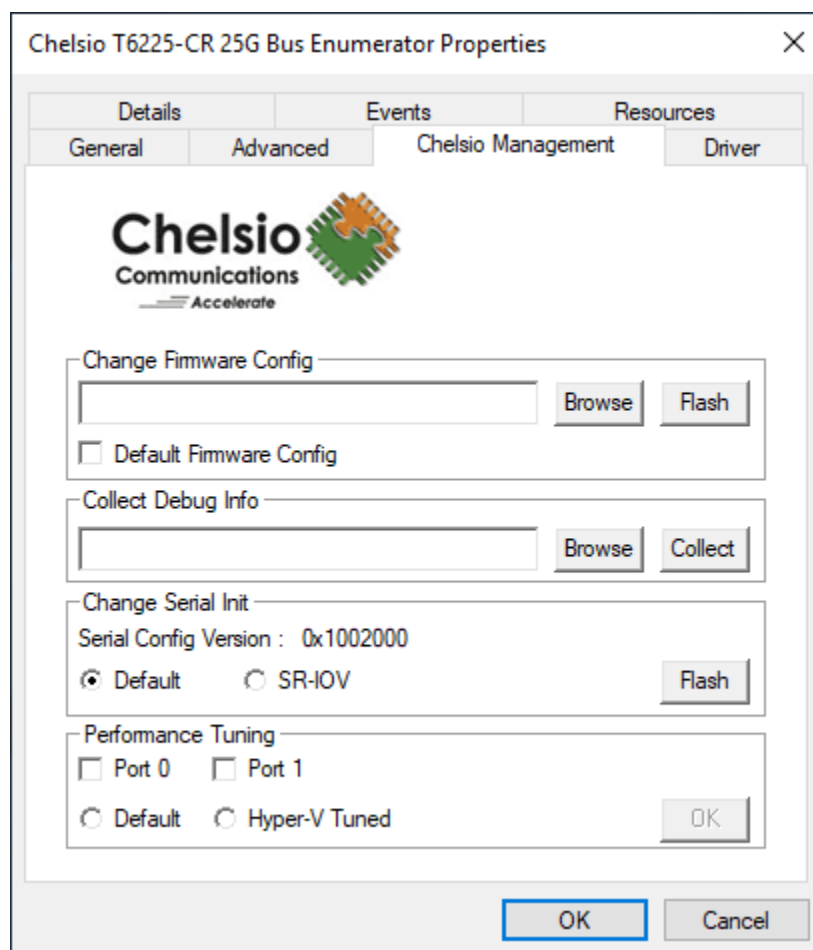 Chelsio T6225-CR 25G Bus Enumerator Properties
Details Events Resources
General Advanced Chelsio Management Driver
Chelsio
Communications
Accelerate
Change Firmware Config
Browse Flash
Default Firmware Config
Collect Debug Info
Browse Collect
Change Serial Init
Serial Config Version : 0x1002000
Default SR-IOV Flash
Performance Tuning
Port 0 Port 1
Default Hyper-V Tuned OK
OK Cancel